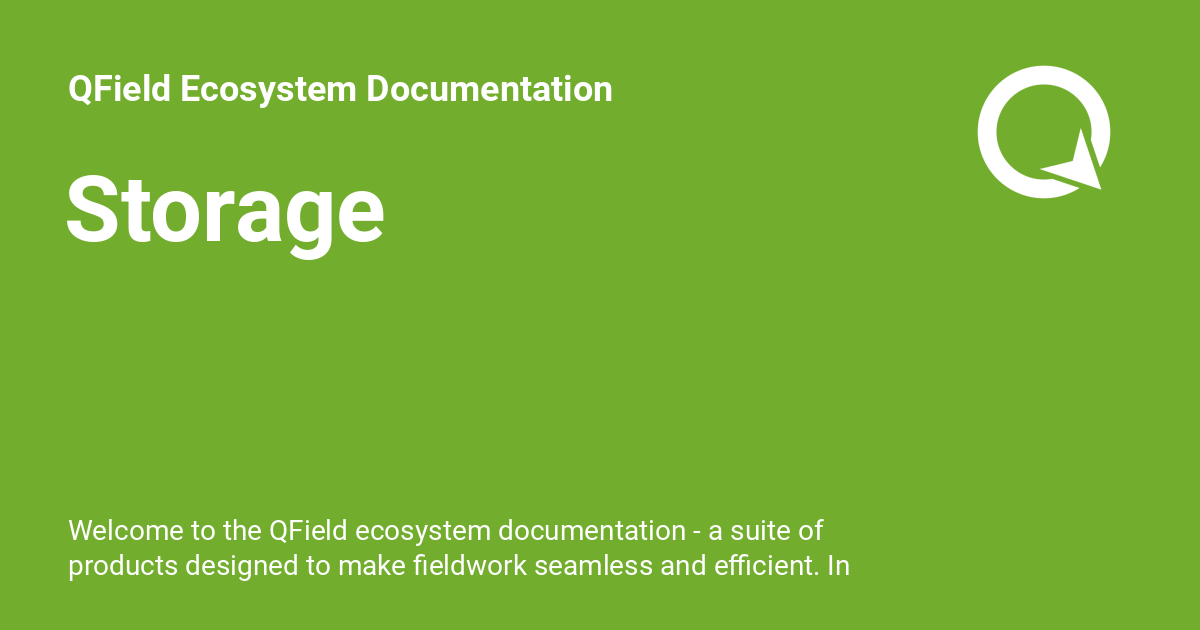 QField Ecosystem Documentation
Storage
Welcome to the QField ecosystem documentation - a suite of
products designed to make fieldwork seamless and efficient. In